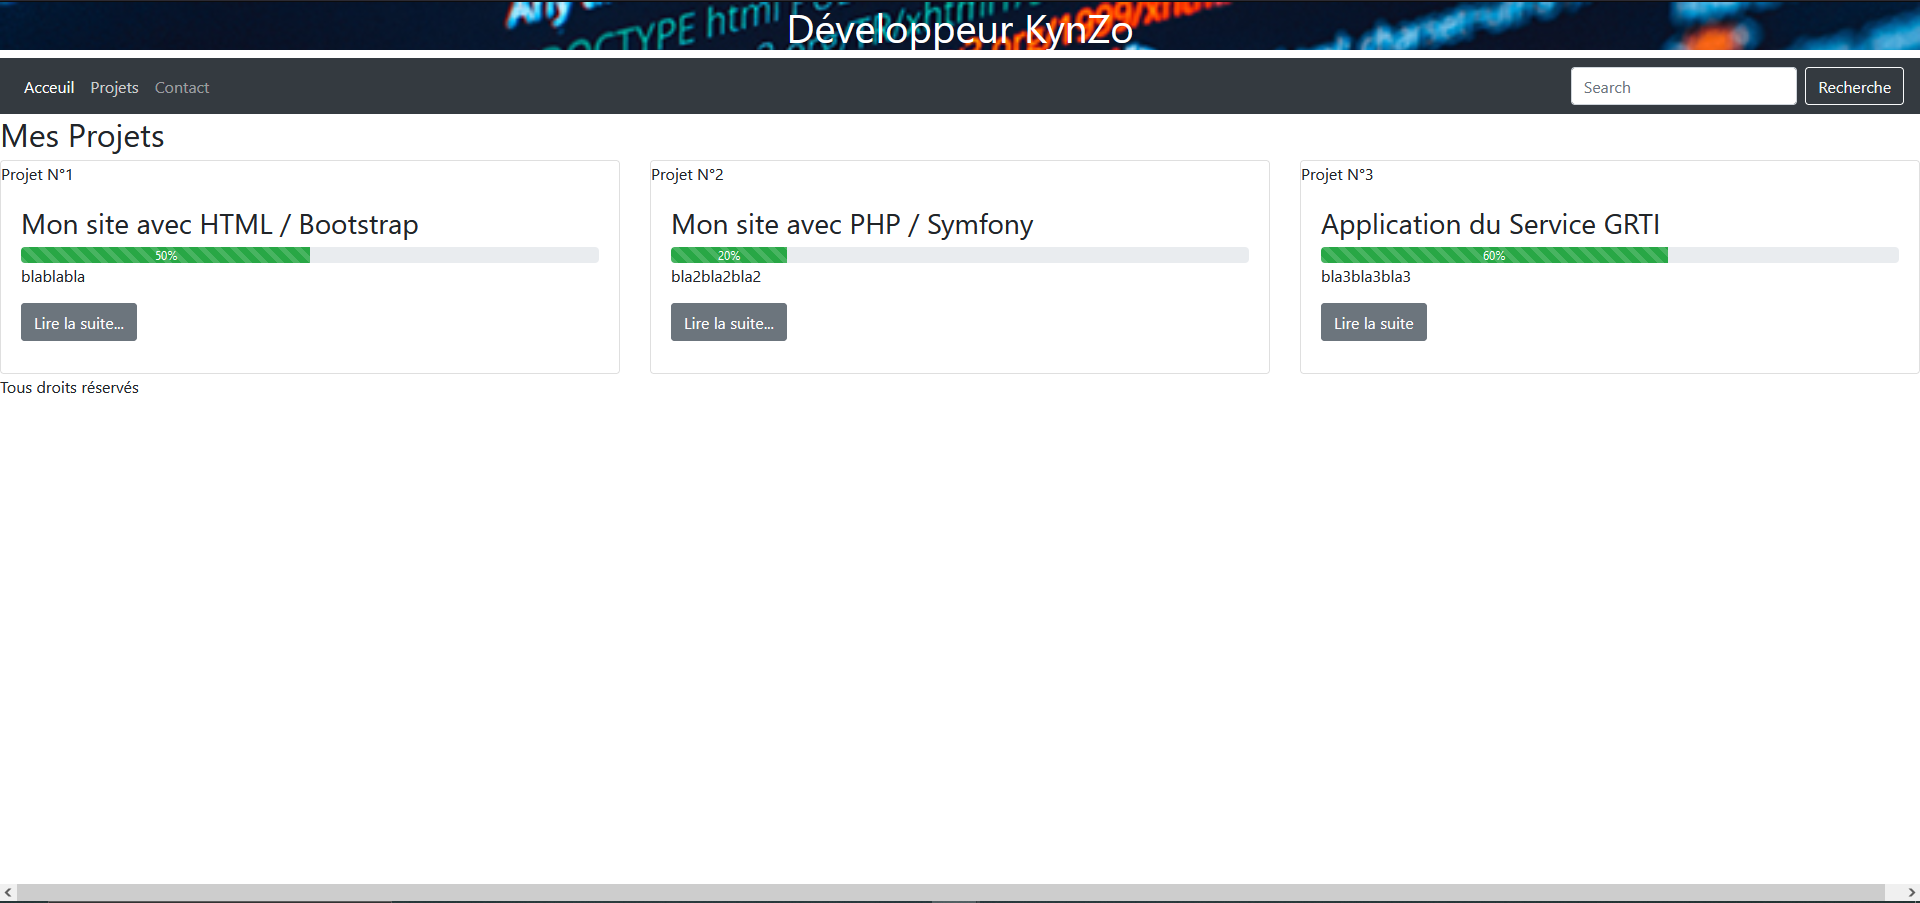 Développeur KynZo
Acceuil Projets Contact Search Recherche
Mes Projets
Projet N°1
Mon site avec HTML / Bootstrap
50%
blablabla
Lire la suite...
Projet N°2
Mon site avec PHP / Symfony
20%
bla2bla2bla2
Lire la suite...
Projet N°3
Application du Service GRTI
60%
bla3bla3bla3
Lire la suite
Tous droits réservés